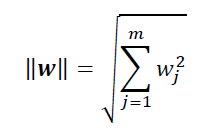 ‖w‖ = √(∑_{j=1}^{m} w_j^2)